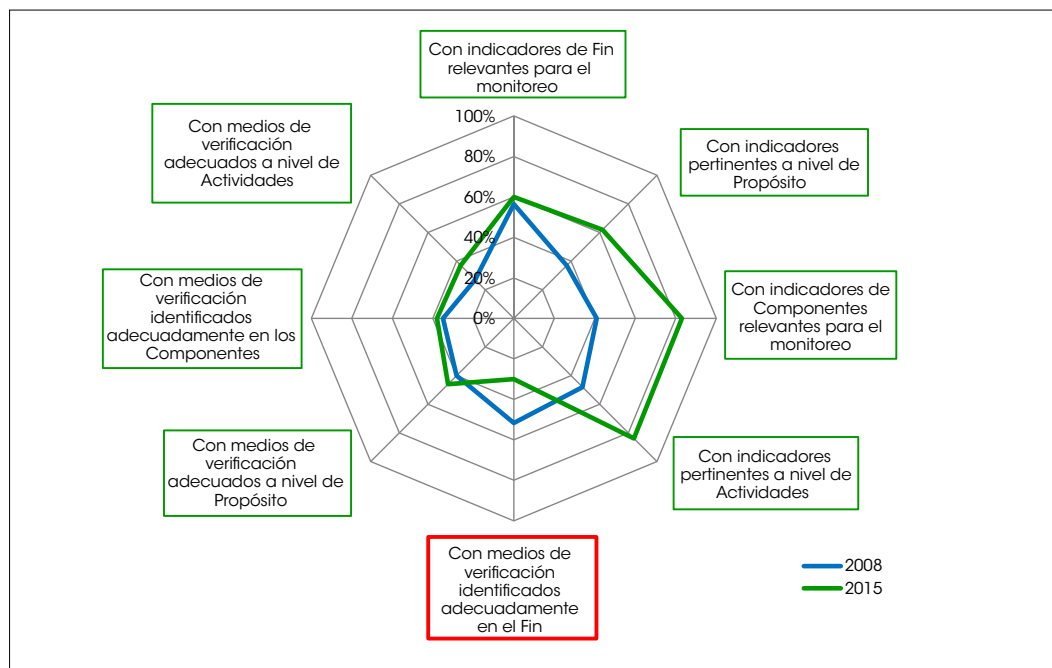 Con indicadores de Fin
relevantes para el
monitoreo
Con medios de
verificación
adecuados a nivel de
Actividades
100%
80%
60%
40%
20%
0%
Con indicadores
pertinentes a nivel de
Propósito
Con medios de
verificación
identificados
adecuadamente en los
Componentes
Con indicadores de
Componentes
relevantes para el
monitoreo
Con medios de
verificación
adecuados a nivel de
Propósito
Con indicadores
pertinentes a nivel de
Actividades
Con medios de
verificación
identificados
adecuadamente
en el Fin
2008
2015